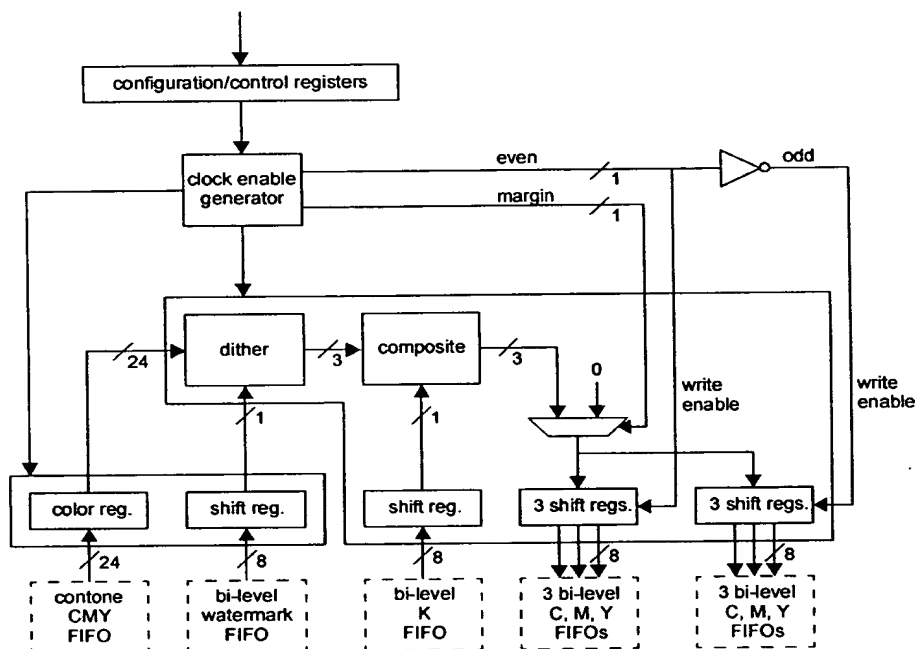 configuration/control registers
clock enable
generator
even
1
odd
margin
1
dither
composite
24
3
3
0
1
1
write
enable
write
enable
color reg.
shift reg.
shift reg.
3 shift regs.
3 shift regs.
24
8
8
8
8
contone
CMY
FIFO
bi-level
watermark
FIFO
bi-level
K
FIFO
3 bi-level
C, M, Y
FIFOs
3 bi-level
C, M, Y
FIFOs